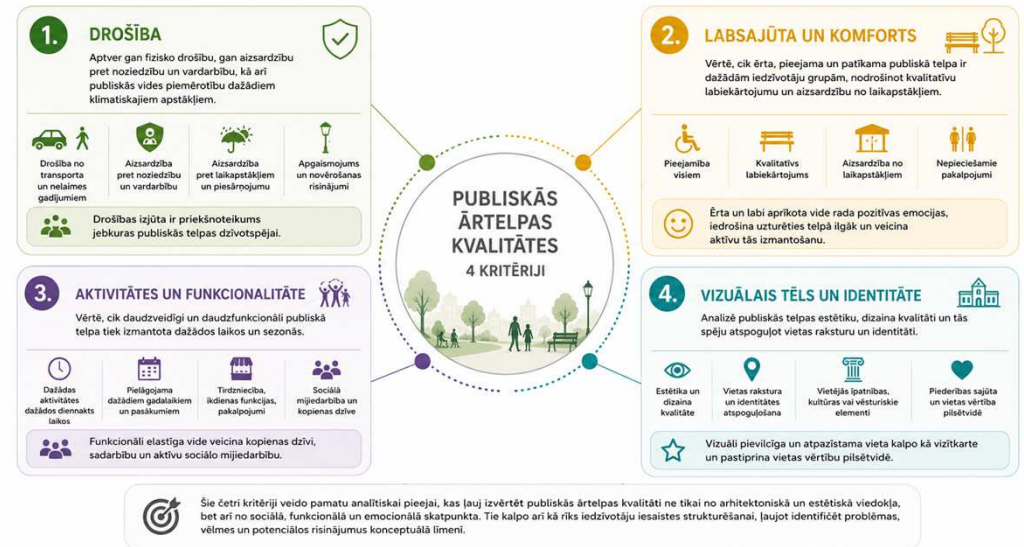 1.
DROŠĪBA
Aptver gan fizisko drošību, gan aizsardzību
pret noziedzību un vardarbību, kā arī
publiskās vides piemērotību dažādiem
klimatiskajiem apstākļiem.
Drošība no
transporta
un nelaimes
gadījumiem
Aizsardzība
pret noziedzību
un vardarbību
Aizsardzība
pret laikapstākļiem
un piesārņojumu
Apgaismojums
un novērošanas
risinājumi
Drošības izjūta ir priekšnoteikums
jebkuras publiskās telpas dzīvotspējai.
2.
LABSAJŪTA UN KOMFORTS
Vērtē, cik ērta, pieejama un patīkama publiskā telpa ir
dažādām iedzīvotāju grupām, nodrošinot kvalitatīvu
labiekārtojumu un aizsardzību no laikapstākļiem.
Pieejamība
visiem
Kvalitatīvs
labiekārtojums
Aizsardzība no
laikapstākļiem
Nepieciešamie
pakalpojumi
Ērta un labi aprīkota vide rada pozitīvas emocijas,
iedrošina uzturēties telpā ilgāk un veicina
aktīvu tās izmantošanu.
PUBLISKĀS
ĀRTELPAS
KVALITĀTES
4 KRITĒRIJI
3.
AKTIVITĀTES UN FUNKCIONALITĀTE
Vērtē, cik daudzveidīgi un daudzfunkcionāli publiskā
telpa tiek izmantota dažādos laikos un sezonās.
Dažādas
aktivitātes
dažādos diennakts
laikos
Pielāgojama
dažādiem gadalaikiem
un pasākumiem
Tirdzniecība,
ikdienas funkcijas,
pakalpojumi
Sociālā
mijiedarbība un
kopienas dzīve
Funkcionāli elastīga vide veicina kopienas dzīvi,
sadarbību un aktīvu sociālo mijiedarbību.
4.
VIZUĀLAIS TĒLS UN IDENTITĀTE
Analizē publiskās telpas estētiku, dizaina kvalitāti un tās
spēju atspoguļot vietas raksturu un identitāti.
Estētika un
dizaina
kvalitāte
Vietas rakstura
un identitātes
atspoguļošana
Vietējās īpatnības,
kultūras vai vēsturiskie
elementi
Piederības sajūta
un vietas vērtība
pilsētvidē
Vizuāli pievilcīga un atpazīstama vieta kalpo kā vizītkarte
un pastiprina vietas vērtību pilsētvidē.
Šie četri kritēriji veido pamatu analītiskai pieejai, kas ļauj izvērtēt publiskās ārtelpas kvalitāti ne tikai no arhitektoniskā un estētiskā viedokļa,
bet arī no sociālā, funkcionālā un emocionālā skatpunkta. Tie kalpo arī kā rīks iedzīvotāju iesaistes strukturēšanai, ļaujot identificēt problēmas,
vēlmes un potenciālos risinājumus konceptuālā līmenī.